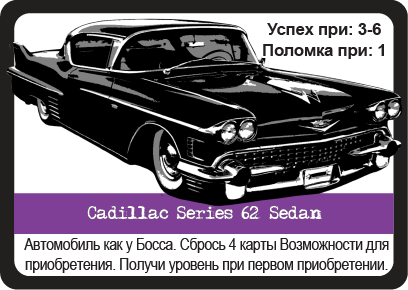 Успех при: 3-6
Поломка при: 1
Cadillac Series 62 Sedan
Автомобиль как у Босса. Сбрось 4 карты Возможности для
приобретения. Получи уровень при первом приобретении.